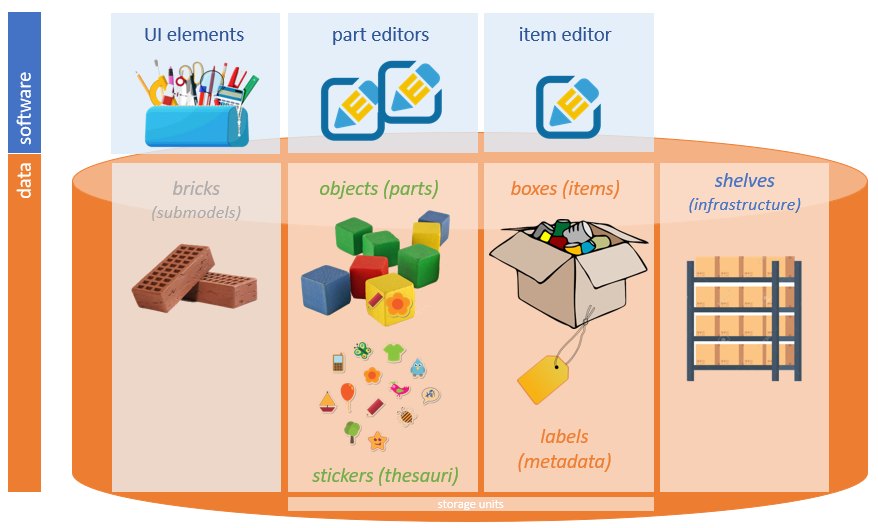 UI elements
part editors
item editor
software
data
bricks
(submodels)
objects (parts)
boxes (items)
shelves
(infrastructure)
E
E
E
labels
(metadata)
stickers (thesauri)
storage units